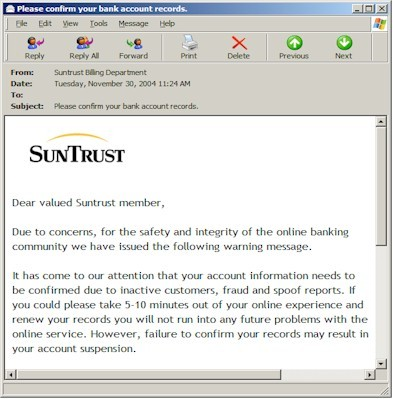 Please confirm your bank account records.
File Edit View Tools Message Help
Reply Reply All Forward Print Delete Previous Next
From: Suntrust Billing Department
Date: Tuesday, November 30, 2004 11:24 AM
To:
Subject: Please confirm your bank account records.
SUNTRUST
Dear valued Suntrust member,
Due to concerns, for the safety and integrity of the online banking
community we have issued the following warning message.
It has come to our attention that your account information needs to
be confirmed due to inactive customers, fraud and spoof reports. If
you could please take 5-10 minutes out of your online experience and
renew your records you will not run into any future problems with the
online service. However, failure to confirm your records may result in
your account suspension.